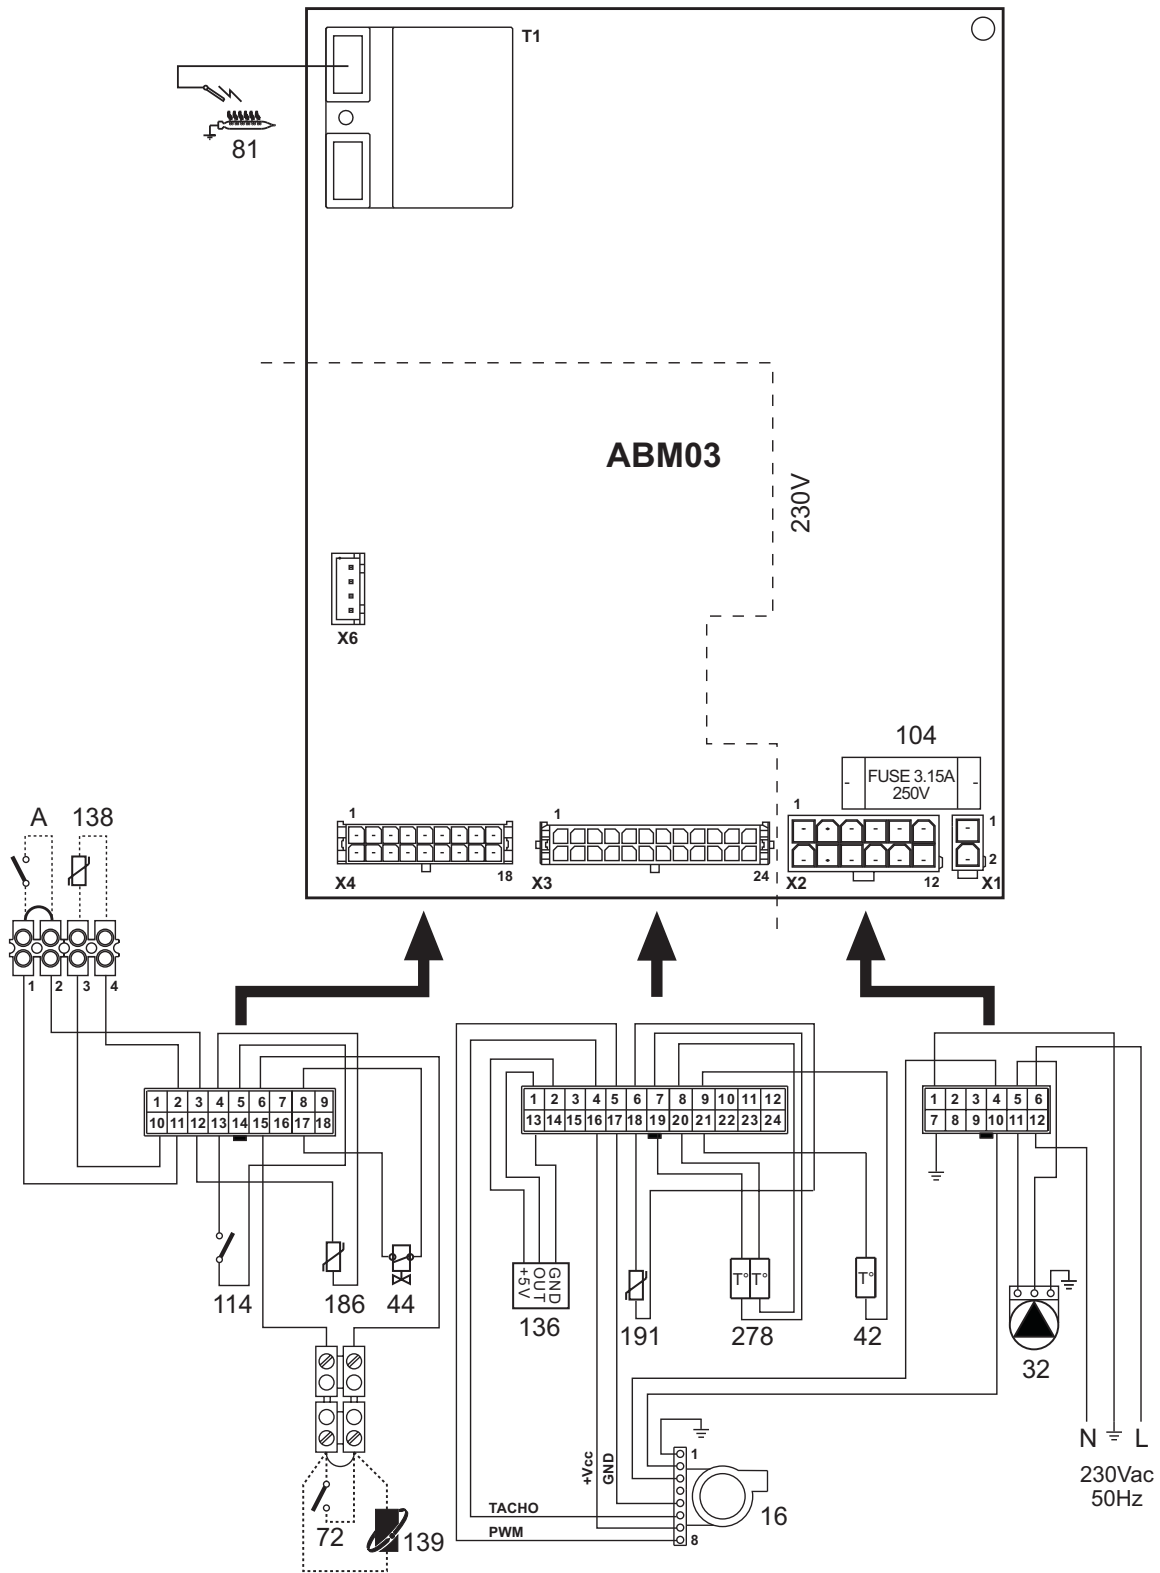 T1
81
ABM03
230V
X6
104
FUSE 3.15A
250V
1
1
1
1
2
X4
18
X3
24
X2
12
X1
A
138
1
2
3
4
1 2 3 4 5 6 7 8 9
10 11 12 13 14 15 16 17 18
1 2 3 4 5 6 7 8 9 10 11 12
13 14 15 16 17 18 19 20 21 22 23 24
1 2 3 4 5 6
7 8 9 10 11 12
114
186
44
+5V
OUT
GND
136
191
278
T°
T°
42
T°
32
N
L
230Vac
50Hz
72
139
+Vcc
GND
TACHO
PWM
1
8
16